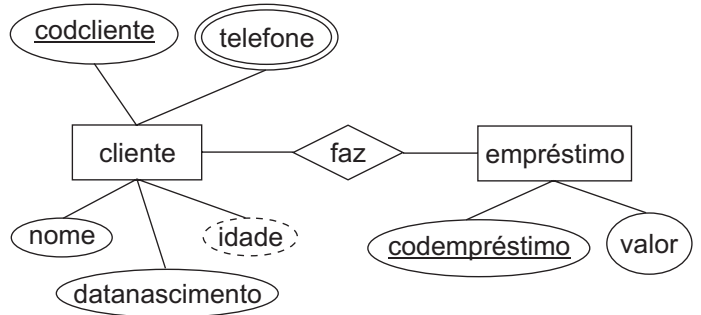 codcliente
telefone
cliente
faz
empréstimo
nome
idade
codempréstimo
valor
datanascimento